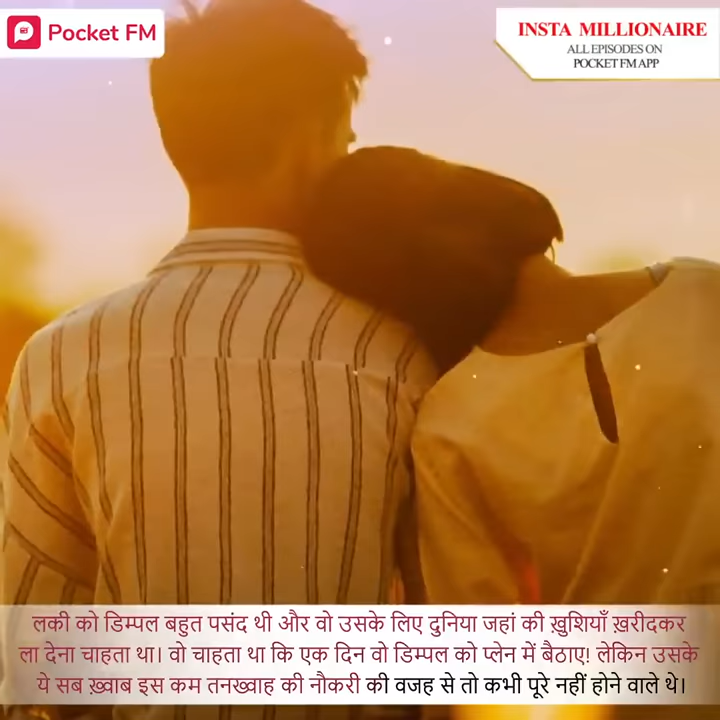 Pocket FM
INSTA MILLIONAIRE
ALL EPISODES ON
POCKET FM APP
लकी को डिम्पल बहुत पसंद थी और वो उसके लिए दुनिया जहां की ख़ुशियाँ ख़रीदकर
ला देना चाहता था। वो चाहता था कि एक दिन वो डिम्पल को प्लेन में बैठाए! लेकिन उसके
ये सब ख़्वाब इस कम तनख्वाह की नौकरी की वजह से तो कभी पूरे नहीं होने वाले थे।